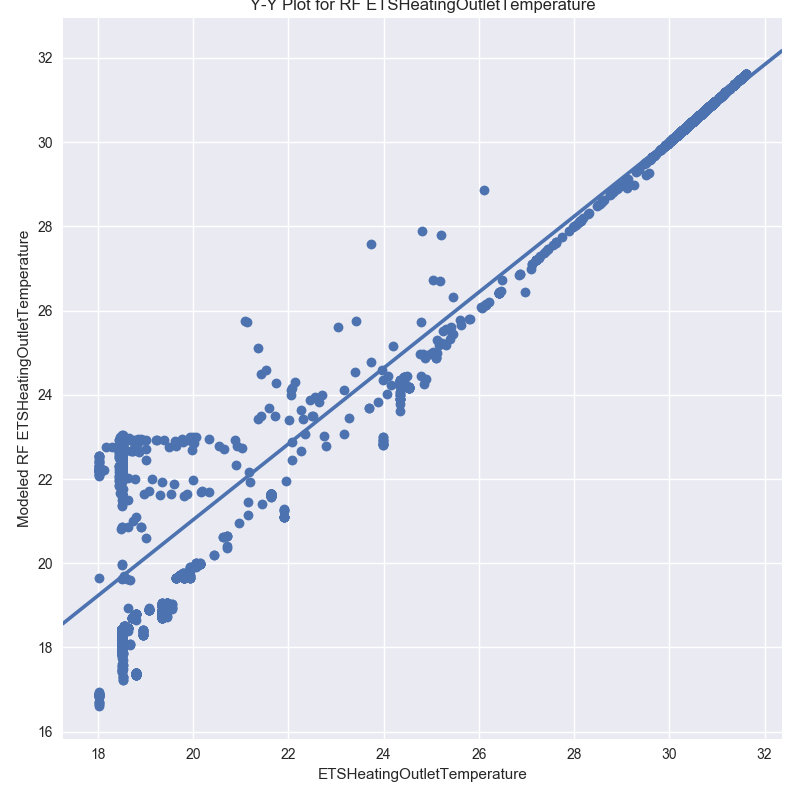 Y-Y Plot for RF ETSHeatingOutletTemperature
32
30
28
26
24
22
20
18
16
Modeled RF ETSHeatingOutletTemperature
18 20 22 24 26 28 30 32
ETSHeatingOutletTemperature